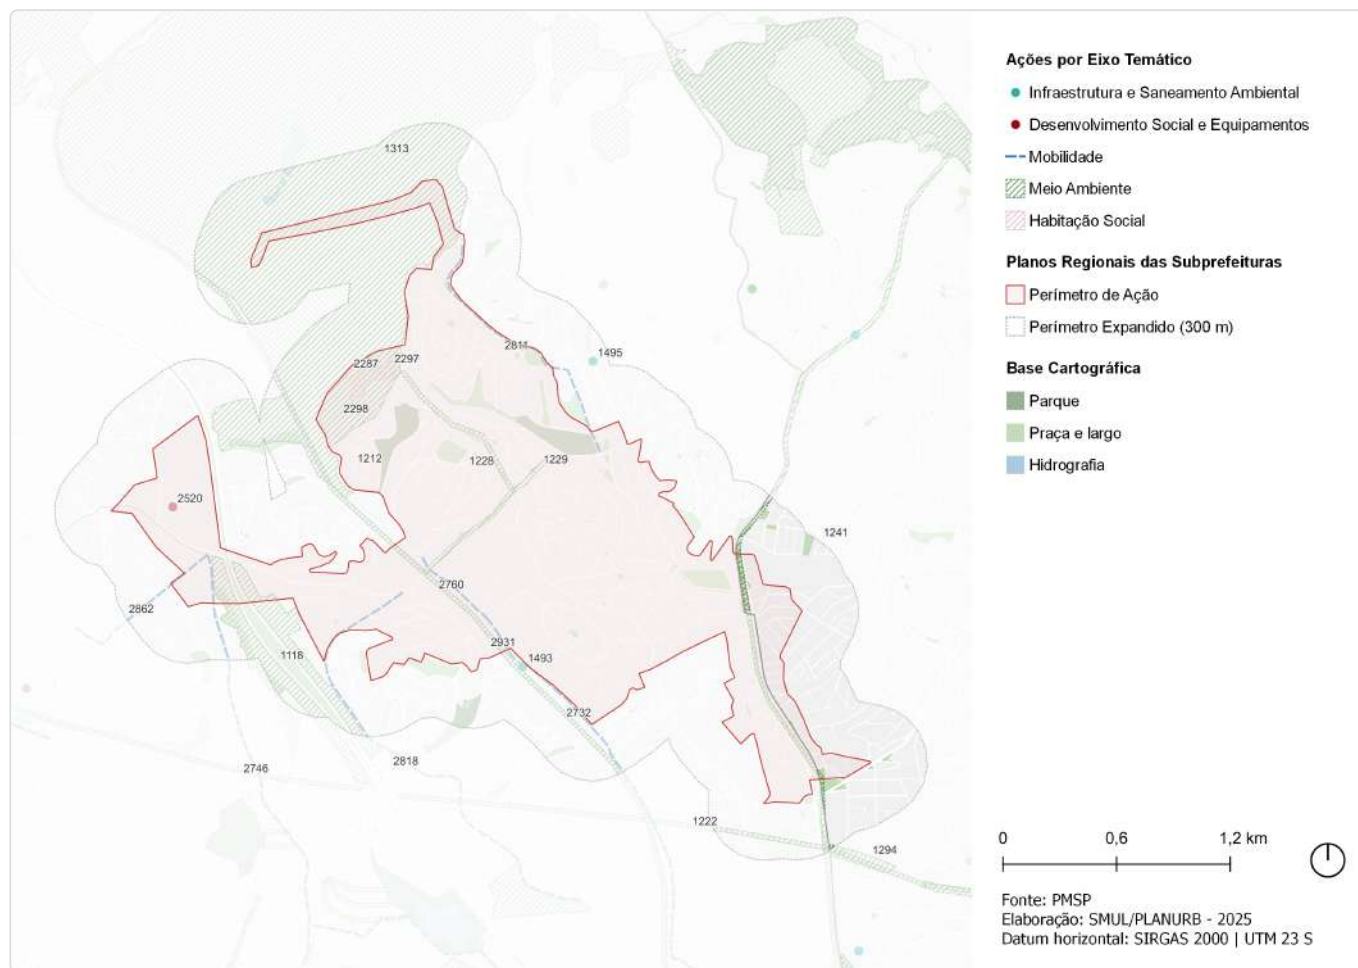 1313
2811
1495
2297
2287
2298
1212
1228
1229
2520
1241
2760
2862
2931
1493
1118
2732
2818
2746
1222
1294
Ações por Eixo Temático
Infraestrutura e Saneamento Ambiental
Desenvolvimento Social e Equipamentos
Mobilidade
Meio Ambiente
Habitação Social
Planos Regionais das Subprefeituras
Perímetro de Ação
Perímetro Expandido (300 m)
Base Cartográfica
Parque
Praça e largo
Hidrografia
0 0,6 1,2 km
Fonte: PMSP
Elaboração: SMUL/PLANURB - 2025
Datum horizontal: SIRGAS 2000 | UTM 23 S